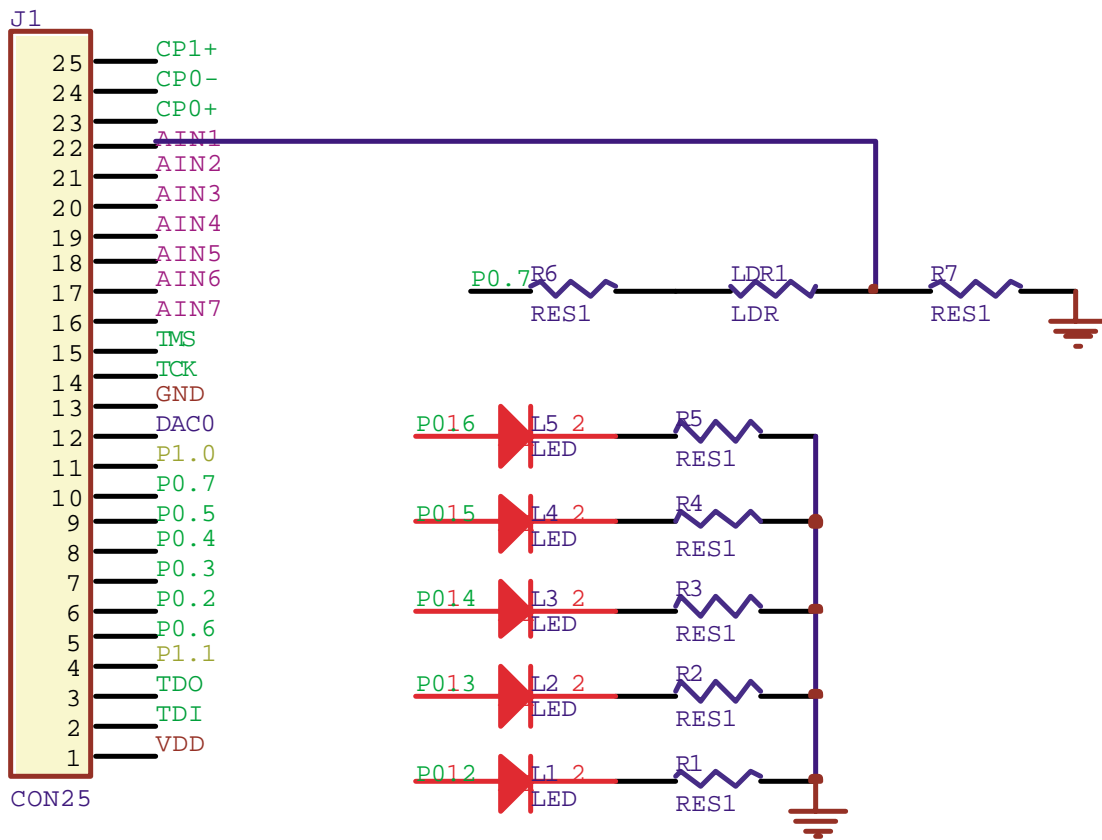 J1
25 CP1+
24 CP0-
23 CP0+
22 AIN1
21 AIN2
20 AIN3
19 AIN4
18 AIN5
17 AIN6
16 AIN7
15 TMS
14 TCK
13 GND
12 DAC0
11 P1.0
10 P0.7
9 P0.5
8 P0.4
7 P0.3
6 P0.2
5 P0.6
4 P1.1
3 TDO
2 TDI
1 VDD
CON25
P0.7 R6 LDR1 R7
RES1 LDR RES1
P016 L5 2 R5
LED RES1
P015 L4 2 R4
LED RES1
P014 L3 2 R3
LED RES1
P013 L2 2 R2
LED RES1
P012 L1 2 R1
LED RES1